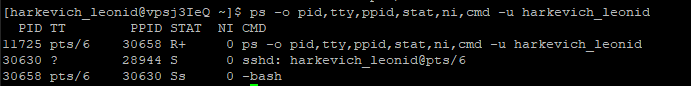 [harkevich_leonid@vpsj3IeQ ~]$ ps -o pid,tty,ppid,stat,ni,cmd -u harkevich_leonid
PID TT PPID STAT NI CMD
11725 pts/6 30658 R+ 0 ps -o pid,tty,ppid,stat,ni,cmd -u harkevich_leonid
30630 ? 28944 S 0 sshd: harkevich_leonid@pts/6
30658 pts/6 30630 Ss 0 -bash